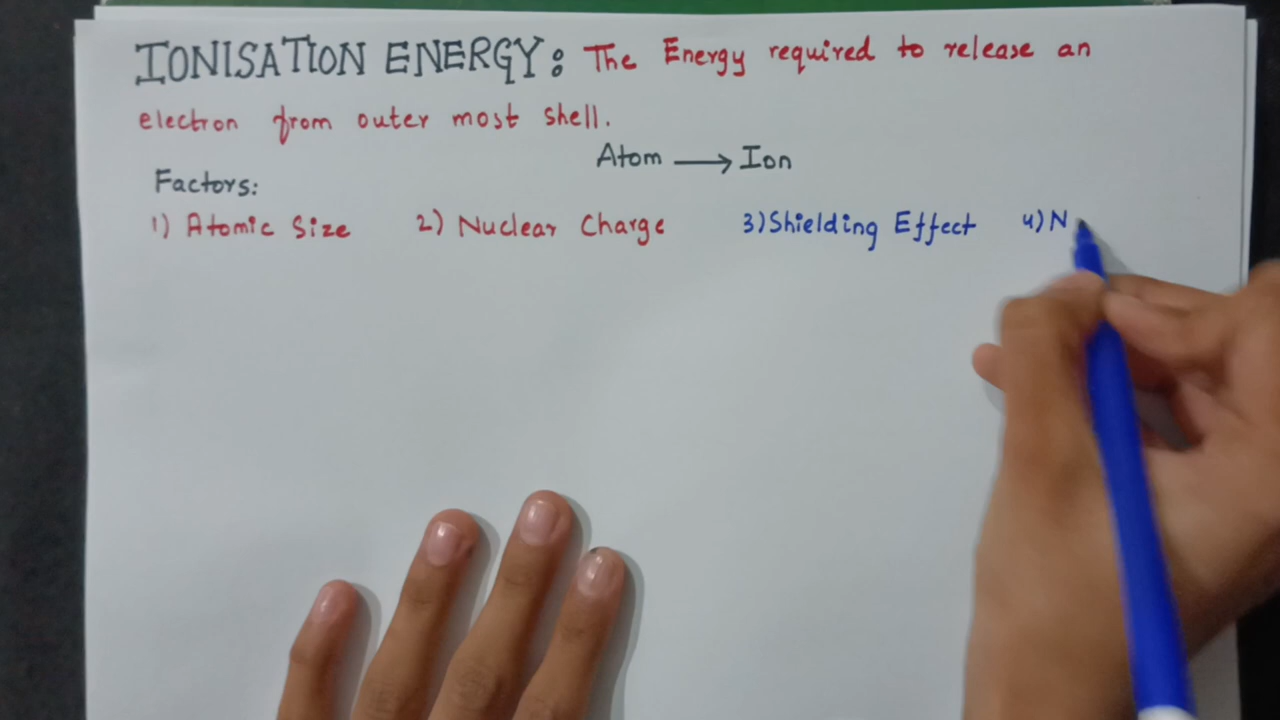 IONISATION ENERGY: The Energy required to release an
electron from outer most shell.
Atom → Ion
Factors:
1) Atomic Size 2) Nuclear Charge 3) Shielding Effect 4) N